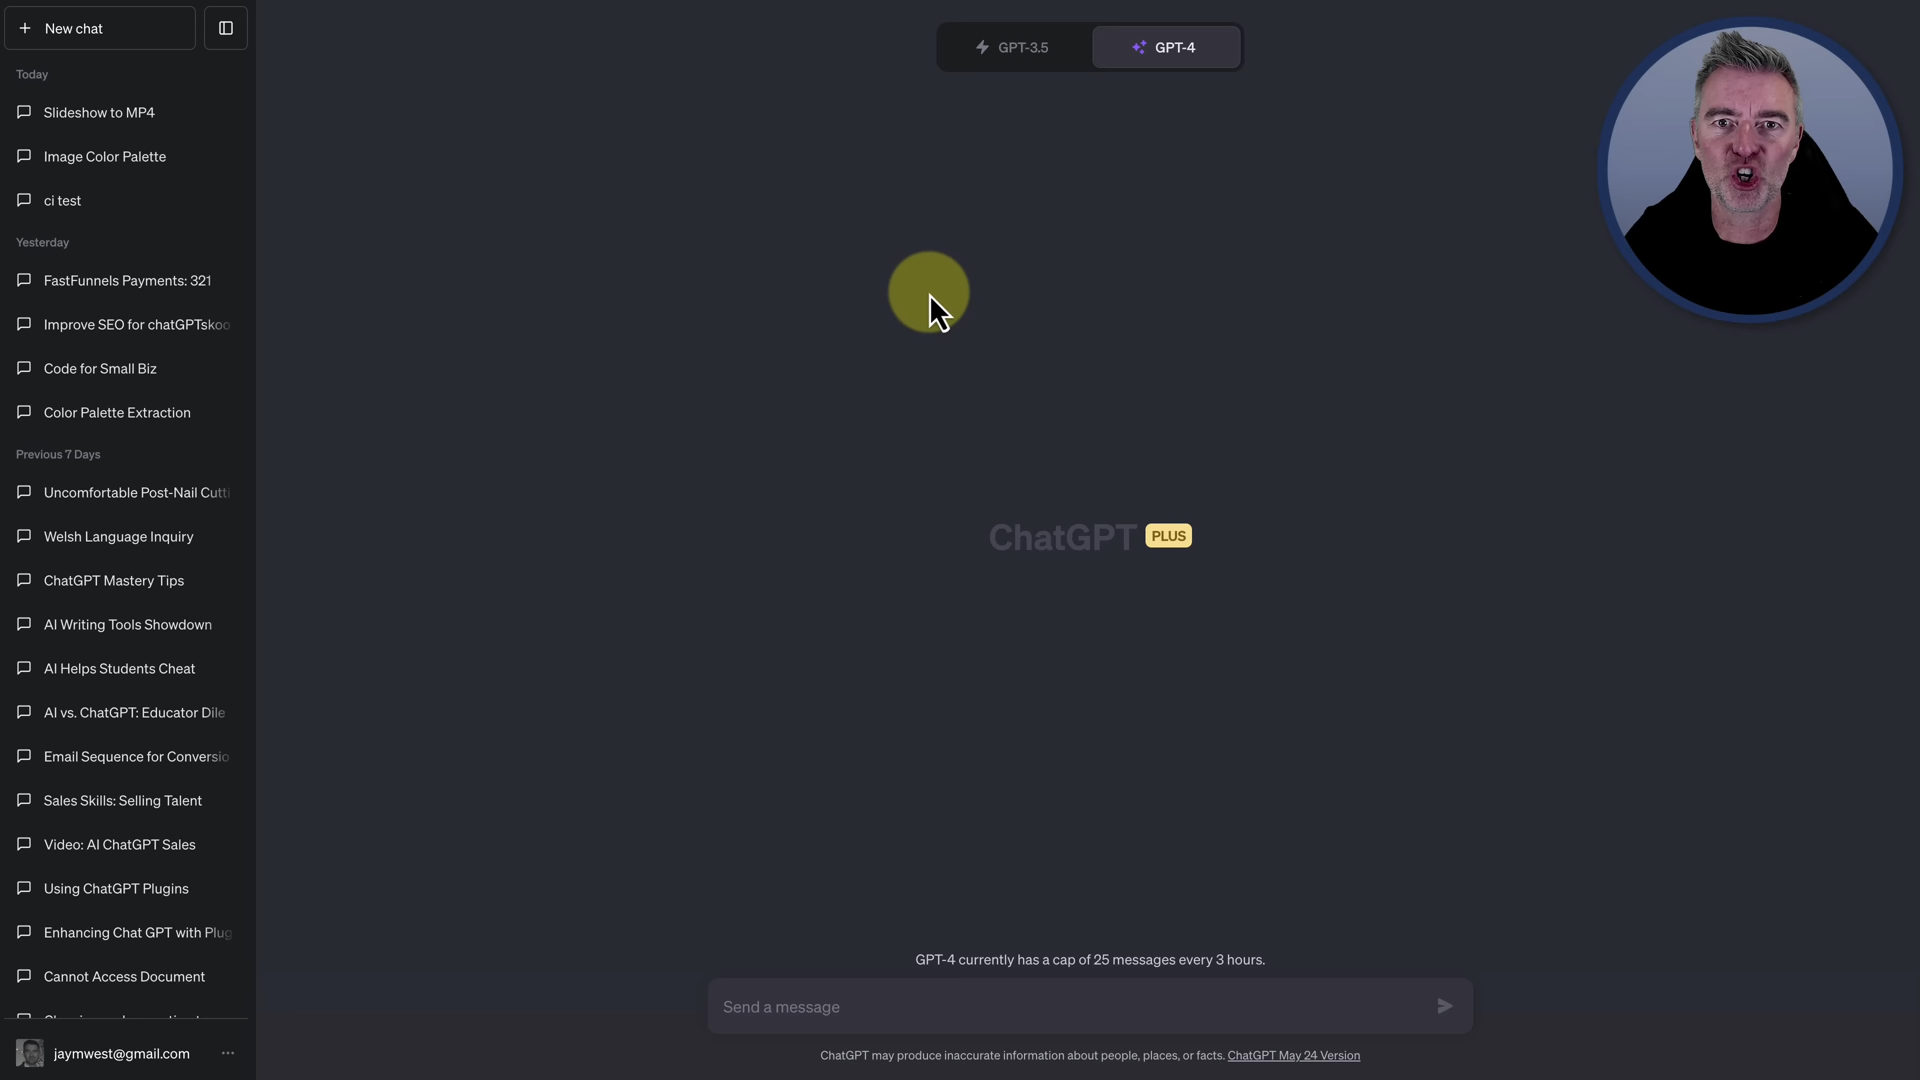 New chat
Today
Slideshow to MP4
Image Color Palette
ci test
Yesterday
FastFunnels Payments: 321
Improve SEO for chatGPTskoo
Code for Small Biz
Color Palette Extraction
Previous 7 Days
Uncomfortable Post-Nail Cutti
Welsh Language Inquiry
ChatGPT Mastery Tips
AI Writing Tools Showdown
AI Helps Students Cheat
AI vs. ChatGPT: Educator Dile
Email Sequence for Conversio
Sales Skills: Selling Talent
Video: AI ChatGPT Sales
Using ChatGPT Plugins
Enhancing Chat GPT with Plug
Cannot Access Document
jaymwest@gmail.com
GPT-3.5
GPT-4
ChatGPT PLUS
GPT-4 currently has a cap of 25 messages every 3 hours.
Send a message
ChatGPT may produce inaccurate information about people, places, or facts. ChatGPT May 24 Version